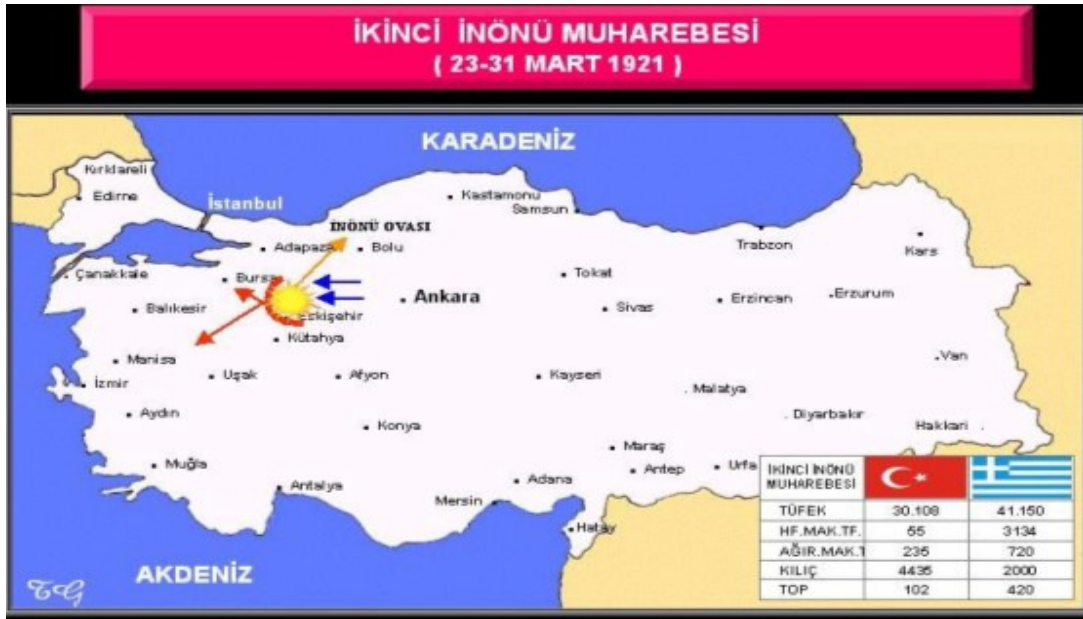 İKİNCİ İNÖNÜ MUHAREBESİ
( 23-31 MART 1921 )
KARADENİZ
Kırklareli
Edirne
İstanbul
Kastamonu
Samsun
İNÖNÜ OVASI
Adapaza
Bolu
Trabzon
Kars
Çanakkale
Bursa
Tokat
Ankara
Balıkesir
Eskişehir
Sivas
Erzincan
Erzurum
Kütahya
Manisa
Van
İzmir
Uşak
Afyon
Kayseri
Malatya
Aydın
Konya
Diyarbakır
Hakkari
Maraş
Muğla
Antep
Urfa
Antalya
Adana
Mersin
Hatay
AKDENİZ
İKİNCİ İNÖNÜ
MUHAREBESİ
TÜFEK 30.108 41.150
HF.MAK.TF. 55 3134
AĞIR.MAK.T 235 720
KILIÇ 4435 2000
TOP 102 420